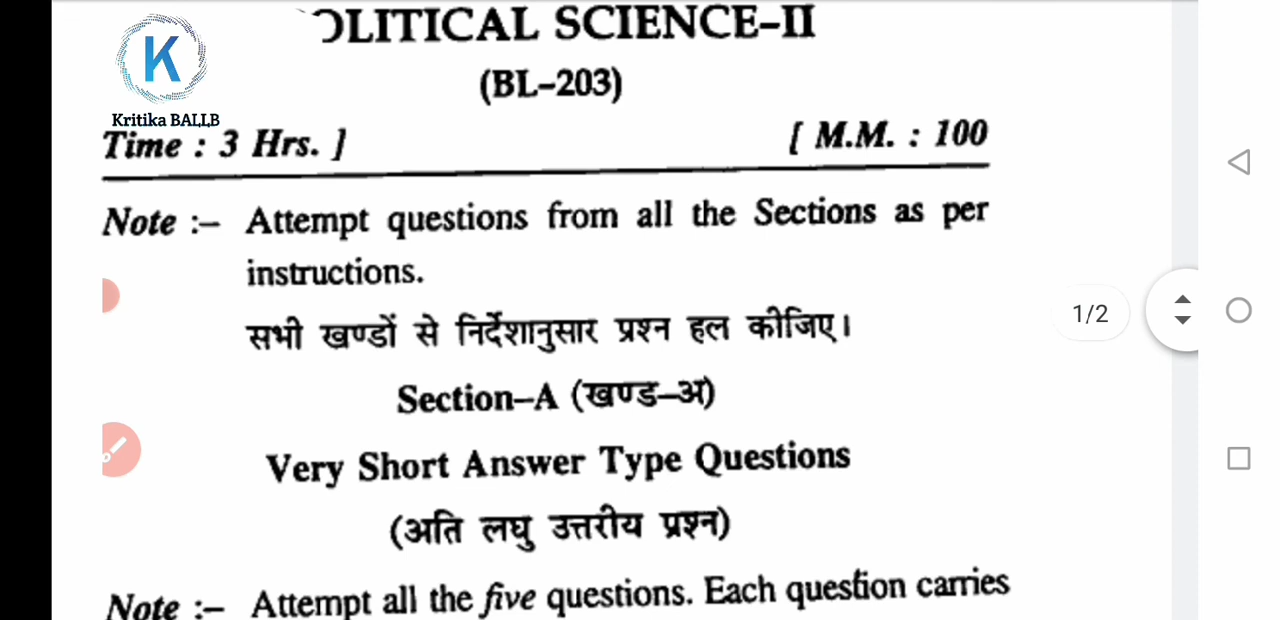 OLITICAL SCIENCE–II
(BL–203)
K
Kritika BALLB
Time : 3 Hrs. ] [ M.M. : 100
Note :– Attempt questions from all the Sections as per
instructions.
सभी खण्डों से निर्देशानुसार प्रश्न हल कीजिए।
1/2
Section–A (खण्ड–अ)
Very Short Answer Type Questions
(अति लघु उत्तरीय प्रश्न)
Note :– Attempt all the five questions. Each question carries